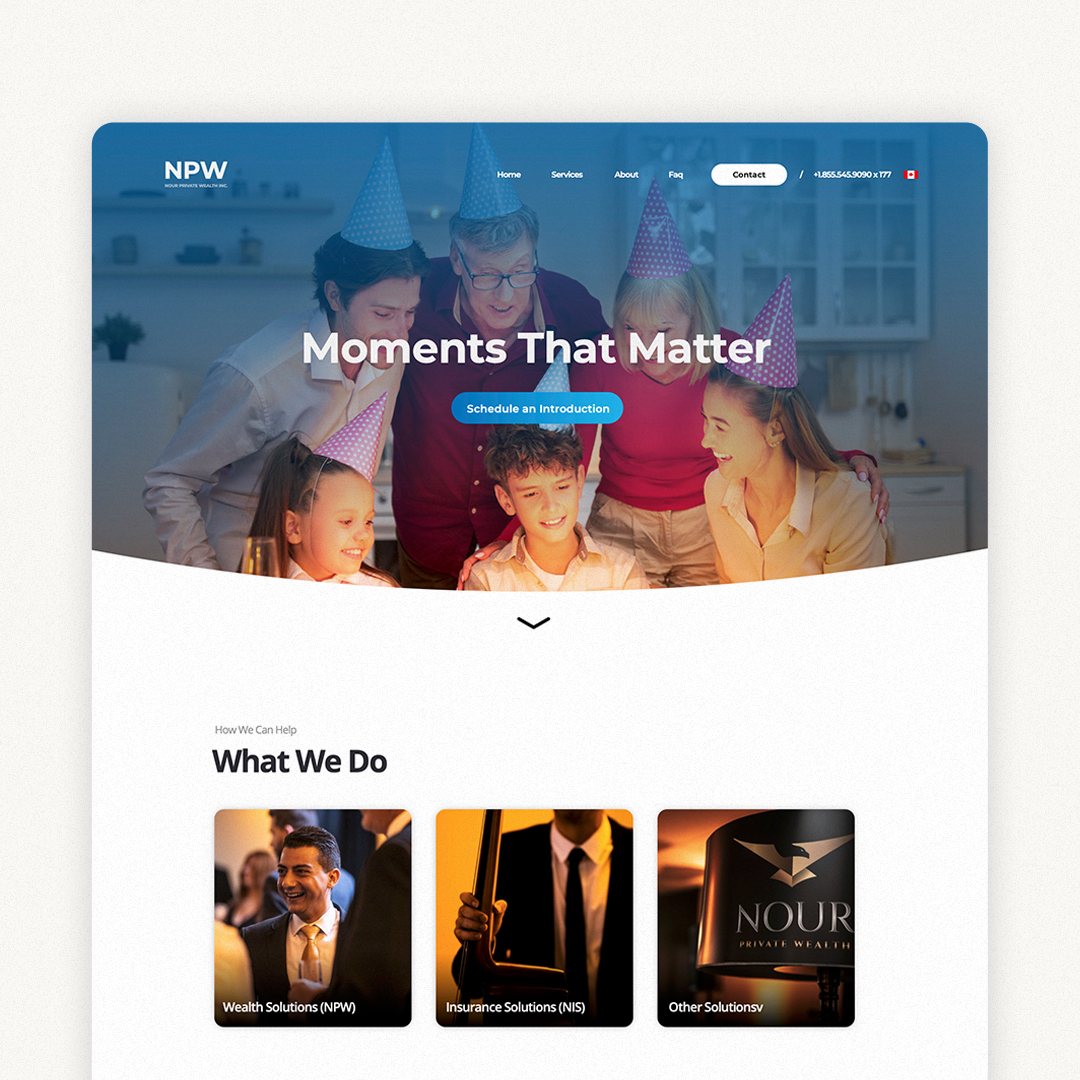 NPW
NOUR PRIVATE WEALTH INC.
Home Services About Faq Contact / +1.855.545.9090 x 177
Moments That Matter
Schedule an Introduction
How We Can Help
What We Do
Wealth Solutions (NPW)
Insurance Solutions (NIS)
NOUR
PRIVATE WEALTH
Other Solutionsv